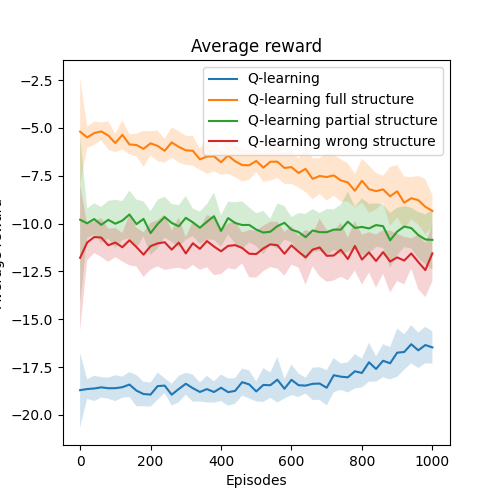 Average reward
Q-learning
Q-learning full structure
Q-learning partial structure
Q-learning wrong structure
−2.5
−5.0
−7.5
−10.0
−12.5
−15.0
−17.5
−20.0
0 200 400 600 800 1000
Episodes